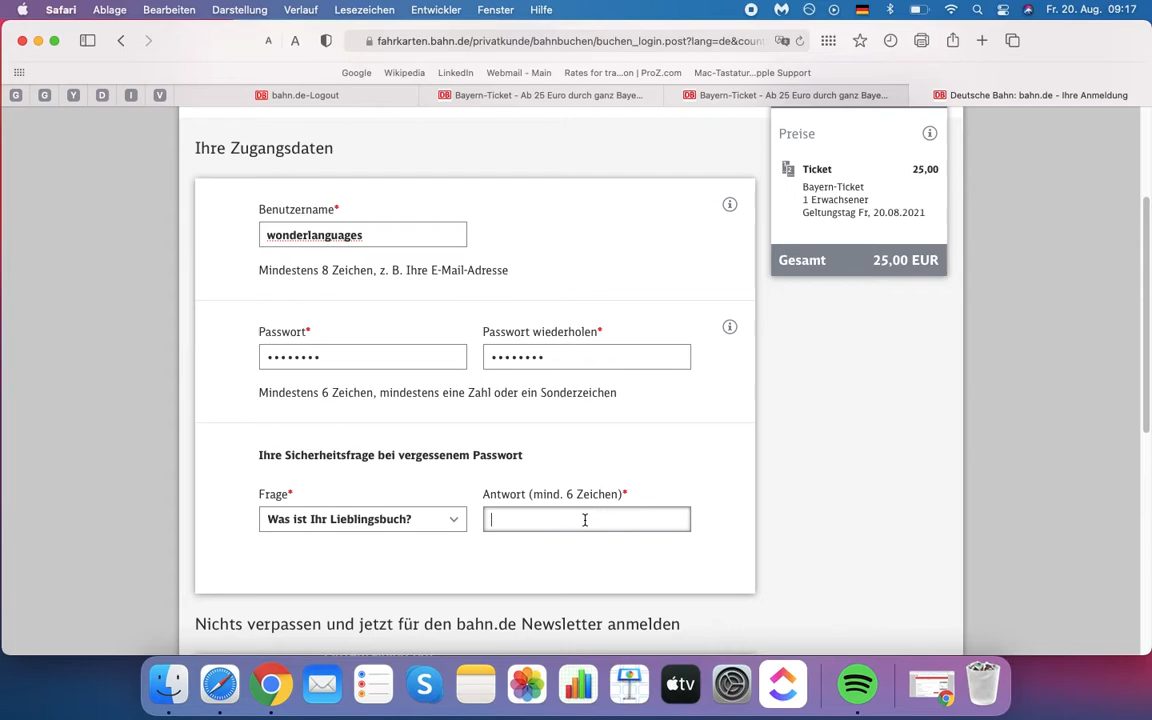 Safari Ablage Bearbeiten Darstellung Verlauf Lesezeichen Entwickler Fenster Hilfe Fr. 20. Aug. 09:17
A A fahrkarten.bahn.de/privatkunde/bahnbuchen/buchen_login.post?lang=de&coun
Google Wikipedia LinkedIn Webmail - Main Rates for tra...on | ProZ.com Mac-Tastatur...pple Support
G G Y D I V DB bahn.de-Logout DB Bayern-Ticket - Ab 25 Euro durch ganz Baye... DB Bayern-Ticket - Ab 25 Euro durch ganz Baye... DB Deutsche Bahn: bahn.de - Ihre Anmeldung
Ihre Zugangsdaten
Benutzername*
wonderlanguages
Mindestens 8 Zeichen, z. B. Ihre E-Mail-Adresse
Passwort* Passwort wiederholen*
•••••••• ••••••••
Mindestens 6 Zeichen, mindestens eine Zahl oder ein Sonderzeichen
Ihre Sicherheitsfrage bei vergessenem Passwort
Frage* Antwort (mind. 6 Zeichen)*
Was ist Ihr Lieblingsbuch?
Nichts verpassen und jetzt für den bahn.de Newsletter anmelden
Preise
Ticket 25,00
Bayern-Ticket
1 Erwachsener
Geltungstag Fr, 20.08.2021
Gesamt 25,00 EUR
tv